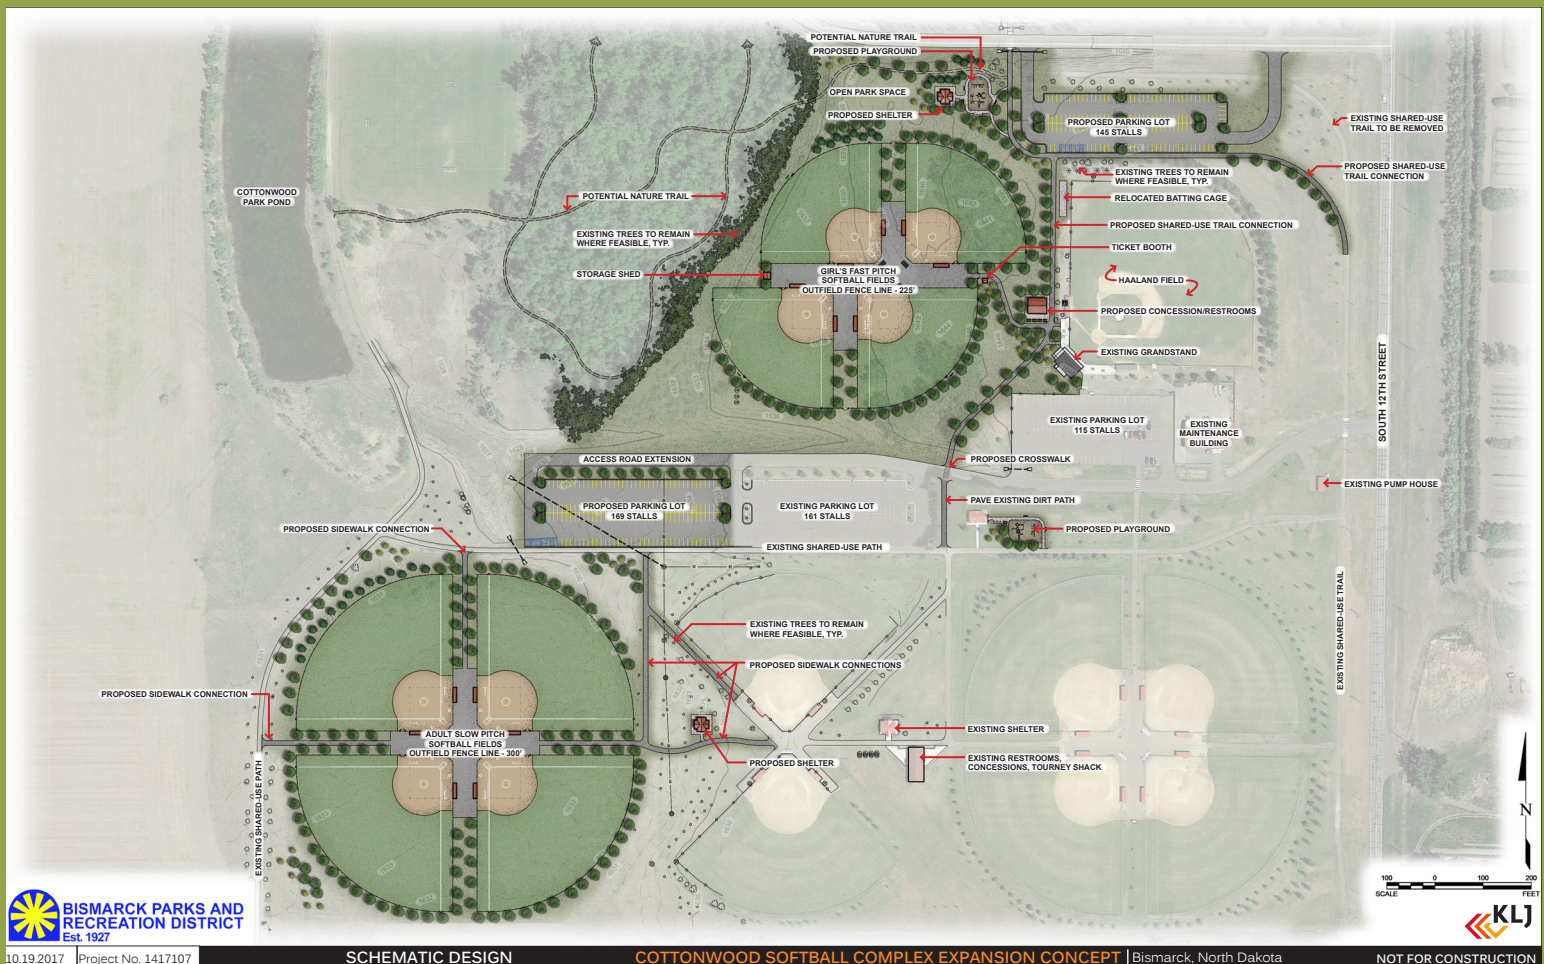 POTENTIAL NATURE TRAIL
PROPOSED PLAYGROUND
OPEN PARK SPACE
PROPOSED SHELTER
PROPOSED PARKING LOT
145 STALLS
EXISTING SHARED-USE
TRAIL TO BE REMOVED
PROPOSED SHARED-USE
TRAIL CONNECTION
EXISTING TREES TO REMAIN
WHERE FEASIBLE, TYP.
RELOCATED BATTING CAGE
PROPOSED SHARED-USE TRAIL CONNECTION
TICKET BOOTH
HAALAND FIELD
PROPOSED CONCESSION/RESTROOMS
EXISTING GRANDSTAND
COTTONWOOD
PARK POND
POTENTIAL NATURE TRAIL
EXISTING TREES TO REMAIN
WHERE FEASIBLE, TYP.
STORAGE SHED
GIRL'S FAST PITCH
SOFTBALL FIELDS
OUTFIELD FENCE LINE - 225'
SOUTH 12TH STREET
EXISTING PARKING LOT
115 STALLS
EXISTING
MAINTENANCE
BUILDING
ACCESS ROAD EXTENSION
PROPOSED CROSSWALK
EXISTING PUMP HOUSE
PROPOSED PARKING LOT
169 STALLS
EXISTING PARKING LOT
161 STALLS
PAVE EXISTING DIRT PATH
PROPOSED PLAYGROUND
PROPOSED SIDEWALK CONNECTION
EXISTING SHARED-USE PATH
EXISTING SHARED-USE TRAIL
EXISTING TREES TO REMAIN
WHERE FEASIBLE, TYP.
PROPOSED SIDEWALK CONNECTIONS
PROPOSED SIDEWALK CONNECTION
ADULT SLOW PITCH
SOFTBALL FIELDS
OUTFIELD FENCE LINE - 300'
PROPOSED SHELTER
EXISTING SHELTER
EXISTING RESTROOMS,
CONCESSIONS, TOURNEY SHACK
EXISTING SHARED-USE PATH
N
100 0 100 200
SCALE FEET
BISMARCK PARKS AND
RECREATION DISTRICT
Est. 1927
KLJ
10.19.2017 Project No. 1417107 SCHEMATIC DESIGN COTTONWOOD SOFTBALL COMPLEX EXPANSION CONCEPT Bismarck, North Dakota NOT FOR CONSTRUCTION